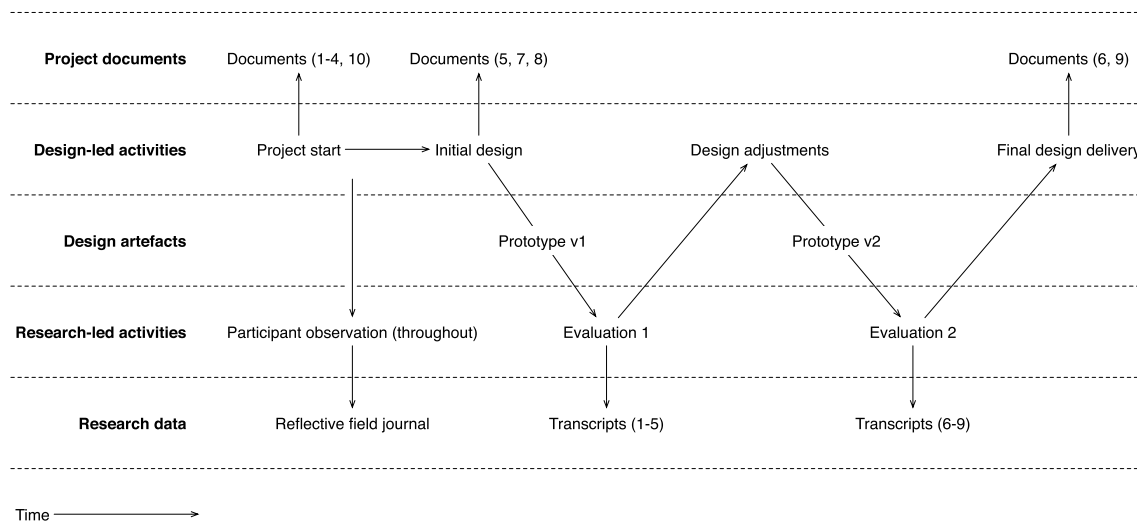 Project documents Documents (1-4, 10) Documents (5, 7, 8) Documents (6, 9)
Design-led activities Project start Initial design Design adjustments Final design delivery
Design artefacts Prototype v1 Prototype v2
Research-led activities Participant observation (throughout) Evaluation 1 Evaluation 2
Research data Reflective field journal Transcripts (1-5) Transcripts (6-9)
Time